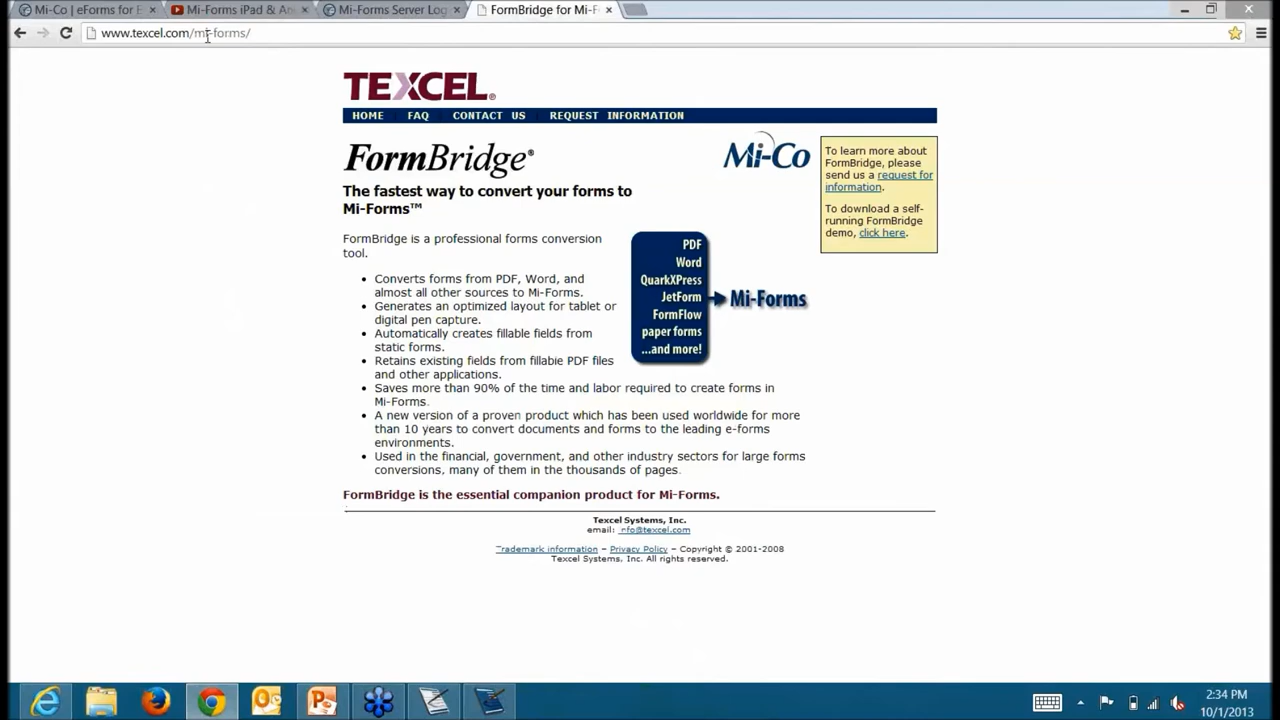 Mi-Co | eForms for E
Mi-Forms iPad & An
Mi-Forms Server Log
FormBridge for Mi-F
www.texcel.com/mi-forms/
TEXCEL®
HOME FAQ CONTACT US REQUEST INFORMATION
FormBridge®
Mi-Co
The fastest way to convert your forms to
Mi-Forms™
FormBridge is a professional forms conversion
tool.
• Converts forms from PDF, Word, and
almost all other sources to Mi-Forms.
• Generates an optimized layout for tablet or
digital pen capture.
• Automatically creates fillable fields from
static forms.
• Retains existing fields from fillable PDF files
and other applications.
• Saves more than 90% of the time and labor required to create forms in
Mi-Forms.
• A new version of a proven product which has been used worldwide for more
than 10 years to convert documents and forms to the leading e-forms
environments.
• Used in the financial, government, and other industry sectors for large forms
conversions, many of them in the thousands of pages.
PDF
Word
QuarkXPress
JetForm
FormFlow
paper forms
...and more!
Mi-Forms
To learn more about
FormBridge, please
send us a request for
information.
To download a self-
running FormBridge
demo, click here.
FormBridge is the essential companion product for Mi-Forms.
Texcel Systems, Inc.
email: info@texcel.com
Trademark information – Privacy Policy – Copyright © 2001-2008
Texcel Systems, Inc. All rights reserved.
2:34 PM
10/1/2013